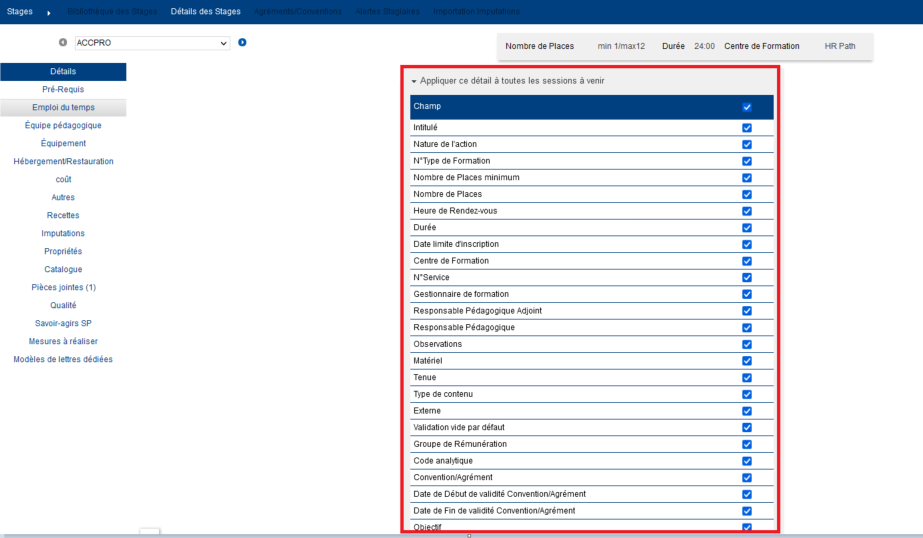 Stages
Bibliothèque des Stages
Détails des Stages
Agréments/Conventions
Alertes Stagiaires
Importation Imputations
ACCPRO
Nombre de Places min 1/max12 Durée 24:00 Centre de Formation HR Path
Détails
Pré-Requis
Emploi du temps
Équipe pédagogique
Équipement
Hébergement/Restauration
coût
Autres
Recettes
Imputations
Propriétés
Catalogue
Pièces jointes (1)
Qualité
Savoir-agirs SP
Mesures à réaliser
Modèles de lettres dédiées
Appliquer ce détail à toutes les sessions à venir
Champ
Intitulé
Nature de l'action
N°Type de Formation
Nombre de Places minimum
Nombre de Places
Heure de Rendez-vous
Durée
Date limite d'inscription
Centre de Formation
N°Service
Gestionnaire de formation
Responsable Pédagogique Adjoint
Responsable Pédagogique
Observations
Matériel
Tenue
Type de contenu
Externe
Validation vide par défaut
Groupe de Rémunération
Code analytique
Convention/Agrément
Date de Début de validité Convention/Agrément
Date de Fin de validité Convention/Agrément
Objectif